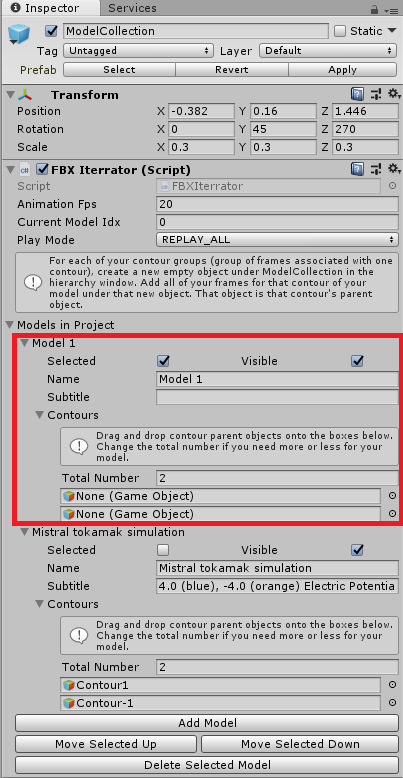 Inspector Services
ModelCollection Static
Tag Untagged Layer Default
Prefab Select Revert Apply
Transform
Position X -0.382 Y 0.16 Z 1.446
Rotation X 0 Y 45 Z 270
Scale X 0.3 Y 0.3 Z 0.3
FBX Iterrator (Script)
Script FBXIterrator
Animation Fps 20
Current Model Idx 0
Play Mode REPLAY_ALL
For each of your contour groups (group of frames associated with one
contour), create a new empty object under ModelCollection in the
hierarchy window. Add all of your frames for that contour of your
model under that new object. That object is that contour's parent
object.
Models in Project
Model 1
Selected Visible
Name Model 1
Subtitle
Contours
Drag and drop contour parent objects onto the boxes below.
Change the total number if you need more or less for your
model.
Total Number 2
None (Game Object)
None (Game Object)
Mistral tokamak simulation
Selected Visible
Name Mistral tokamak simulation
Subtitle 4.0 (blue), -4.0 (orange) Electric Potentia
Contours
Drag and drop contour parent objects onto the boxes below.
Change the total number if you need more or less for your
model.
Total Number 2
Contour1
Contour-1
Add Model
Move Selected Up Move Selected Down
Delete Selected Model